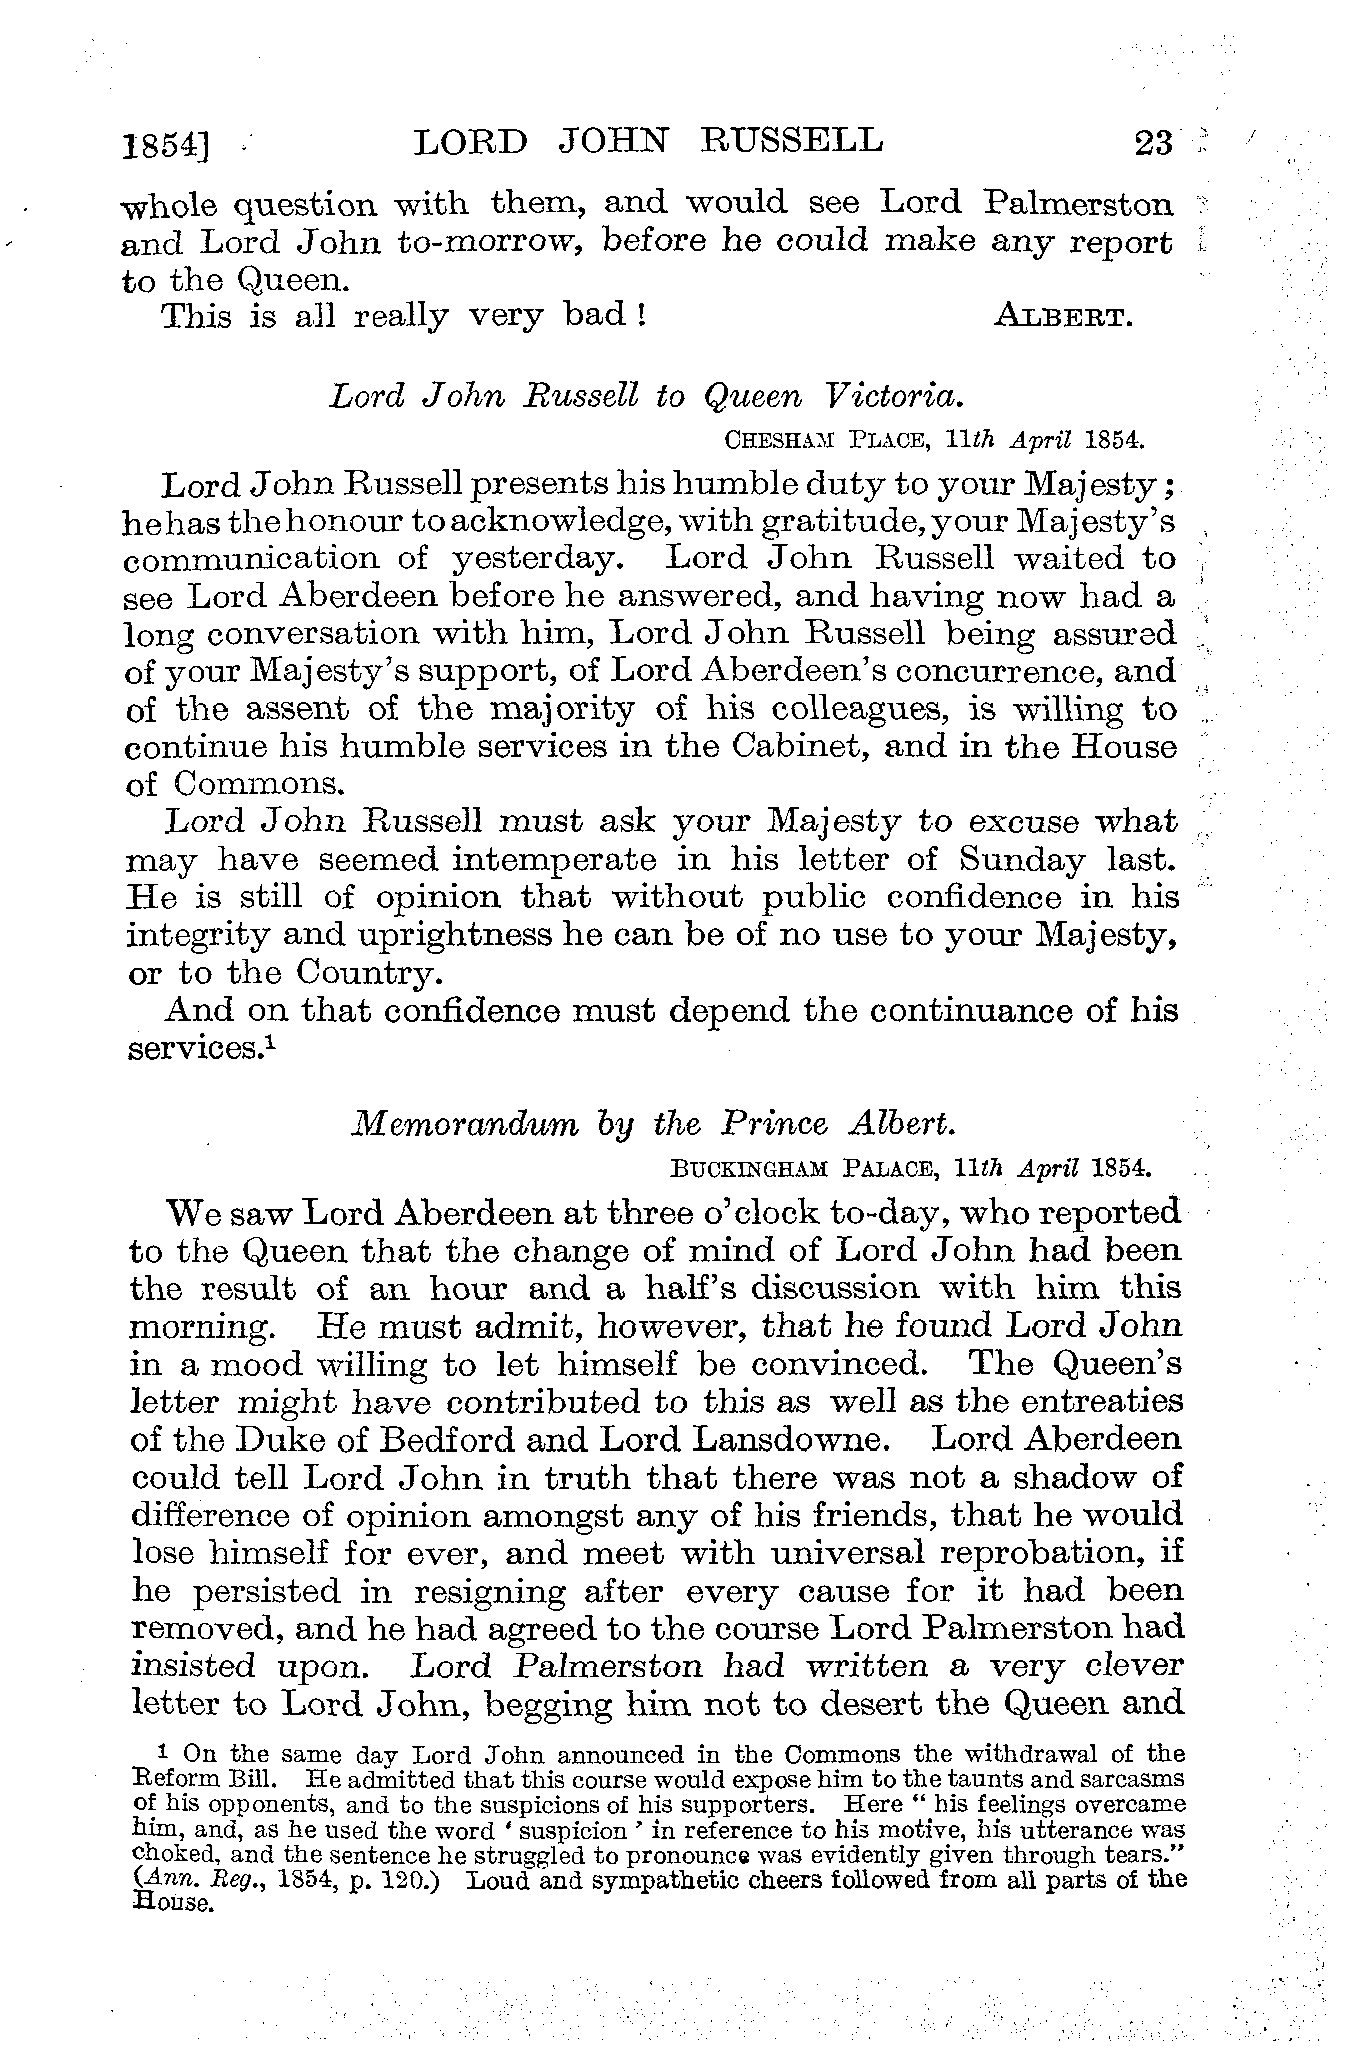 1854] LORD JOHN RUSSELL 23
whole question with them, and would see Lord Palmerston
and Lord John to-morrow, before he could make any report
to the Queen.
This is all really very bad ! ALBERT.
Lord John Russell to Queen Victoria.
CHESHAM PLACE, 11th April 1854.
Lord John Russell presents his humble duty to your Majesty ;
he has the honour to acknowledge, with gratitude, your Majesty's
communication of yesterday. Lord John Russell waited to
see Lord Aberdeen before he answered, and having now had a
long conversation with him, Lord John Russell being assured
of your Majesty's support, of Lord Aberdeen's concurrence, and
of the assent of the majority of his colleagues, is willing to
continue his humble services in the Cabinet, and in the House
of Commons.
Lord John Russell must ask your Majesty to excuse what
may have seemed intemperate in his letter of Sunday last.
He is still of opinion that without public confidence in his
integrity and uprightness he can be of no use to your Majesty,
or to the Country.
And on that confidence must depend the continuance of his
services.¹
Memorandum by the Prince Albert.
BUCKINGHAM PALACE, 11th April 1854.
We saw Lord Aberdeen at three o'clock to-day, who reported
to the Queen that the change of mind of Lord John had been
the result of an hour and a half's discussion with him this
morning. He must admit, however, that he found Lord John
in a mood willing to let himself be convinced. The Queen's
letter might have contributed to this as well as the entreaties
of the Duke of Bedford and Lord Lansdowne. Lord Aberdeen
could tell Lord John in truth that there was not a shadow of
difference of opinion amongst any of his friends, that he would
lose himself for ever, and meet with universal reprobation, if
he persisted in resigning after every cause for it had been
removed, and he had agreed to the course Lord Palmerston had
insisted upon. Lord Palmerston had written a very clever
letter to Lord John, begging him not to desert the Queen and
¹ On the same day Lord John announced in the Commons the withdrawal of the
Reform Bill. He admitted that this course would expose him to the taunts and sarcasms
of his opponents, and to the suspicions of his supporters. Here " his feelings overcame
him, and, as he used the word ' suspicion ' in reference to his motive, his utterance was
choked, and the sentence he struggled to pronounce was evidently given through tears."
(Ann. Reg., 1854, p. 120.) Loud and sympathetic cheers followed from all parts of the
House.